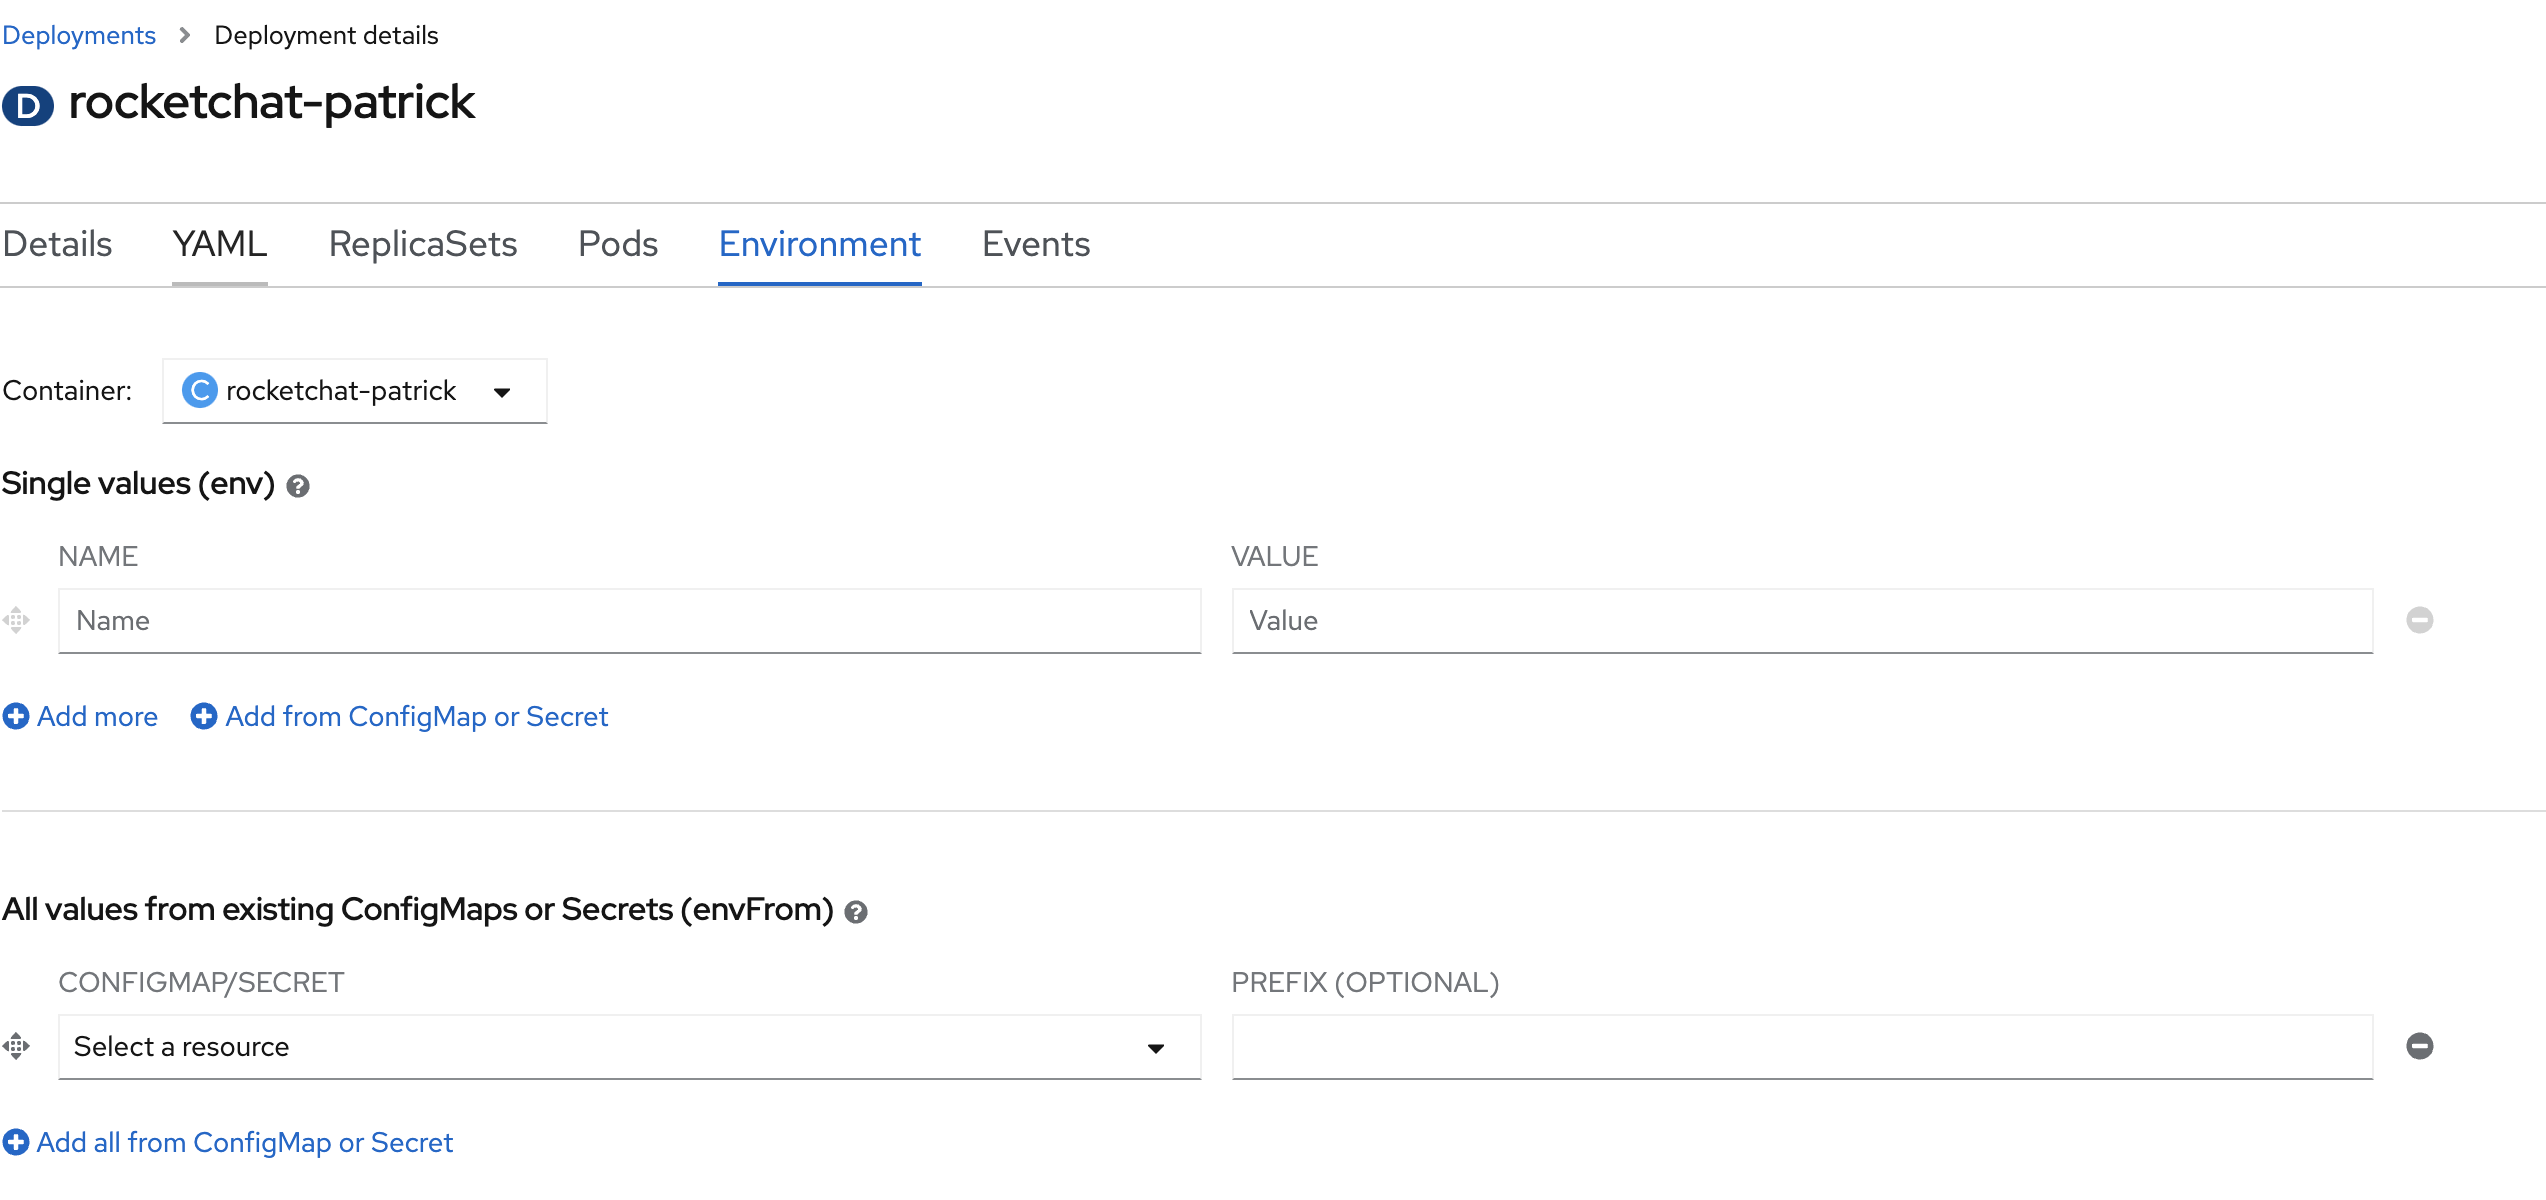 Deployments > Deployment details
D rocketchat-patrick
Details YAML ReplicaSets Pods Environment Events
Container: C rocketchat-patrick
Single values (env) ?
NAME VALUE
Name Value
Add more Add from ConfigMap or Secret
All values from existing ConfigMaps or Secrets (envFrom) ?
CONFIGMAP/SECRET PREFIX (OPTIONAL)
Select a resource
Add all from ConfigMap or Secret